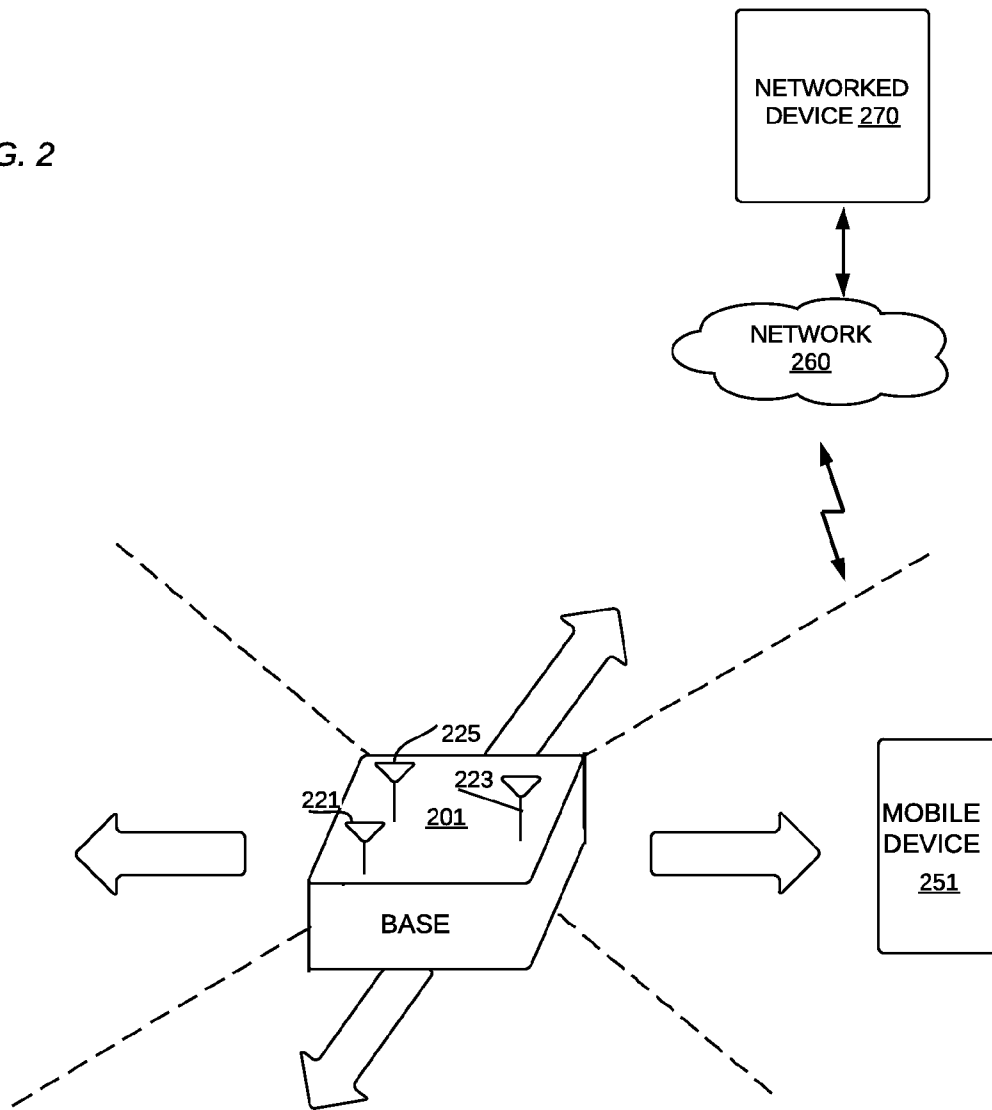 NETWORKED
DEVICE 270
G. 2
NETWORK
260
225
223
221
201
MOBILE
DEVICE
251
BASE